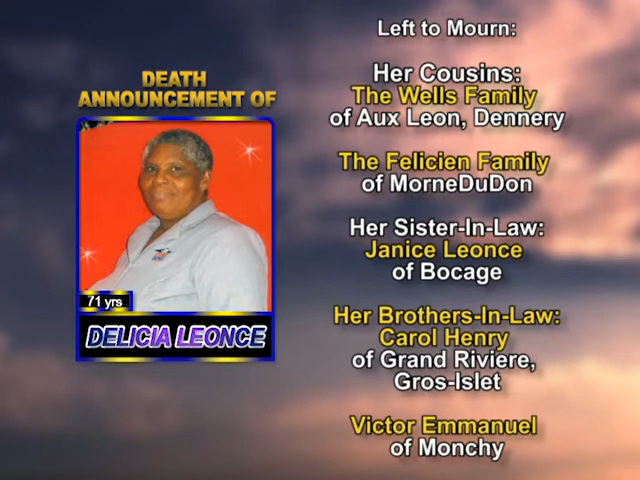 DEATH
ANNOUNCEMENT OF
71 yrs
DELICIA LEONCE
Left to Mourn:
Her Cousins:
The Wells Family
of Aux Leon, Dennery
The Felicien Family
of MorneDuDon
Her Sister-In-Law:
Janice Leonce
of Bocage
Her Brothers-In-Law:
Carol Henry
of Grand Riviere,
Gros-Islet
Victor Emmanuel
of Monchy